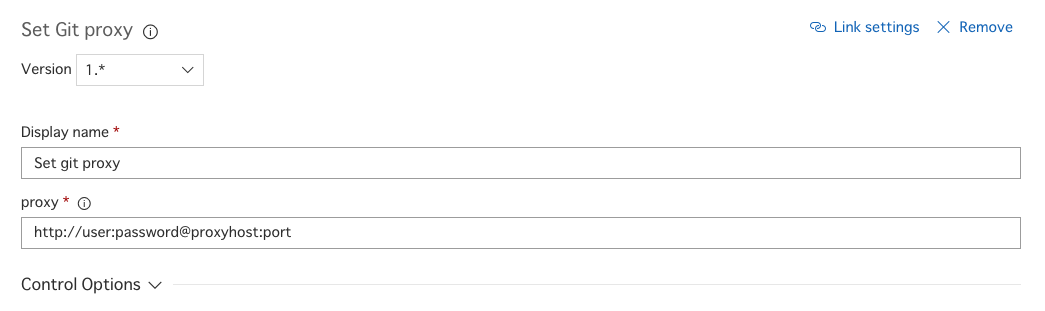 Set Git proxy
Link settings
Remove
Version 1.*
Display name *
Set git proxy
proxy *
http://user:password@proxyhost:port
Control Options